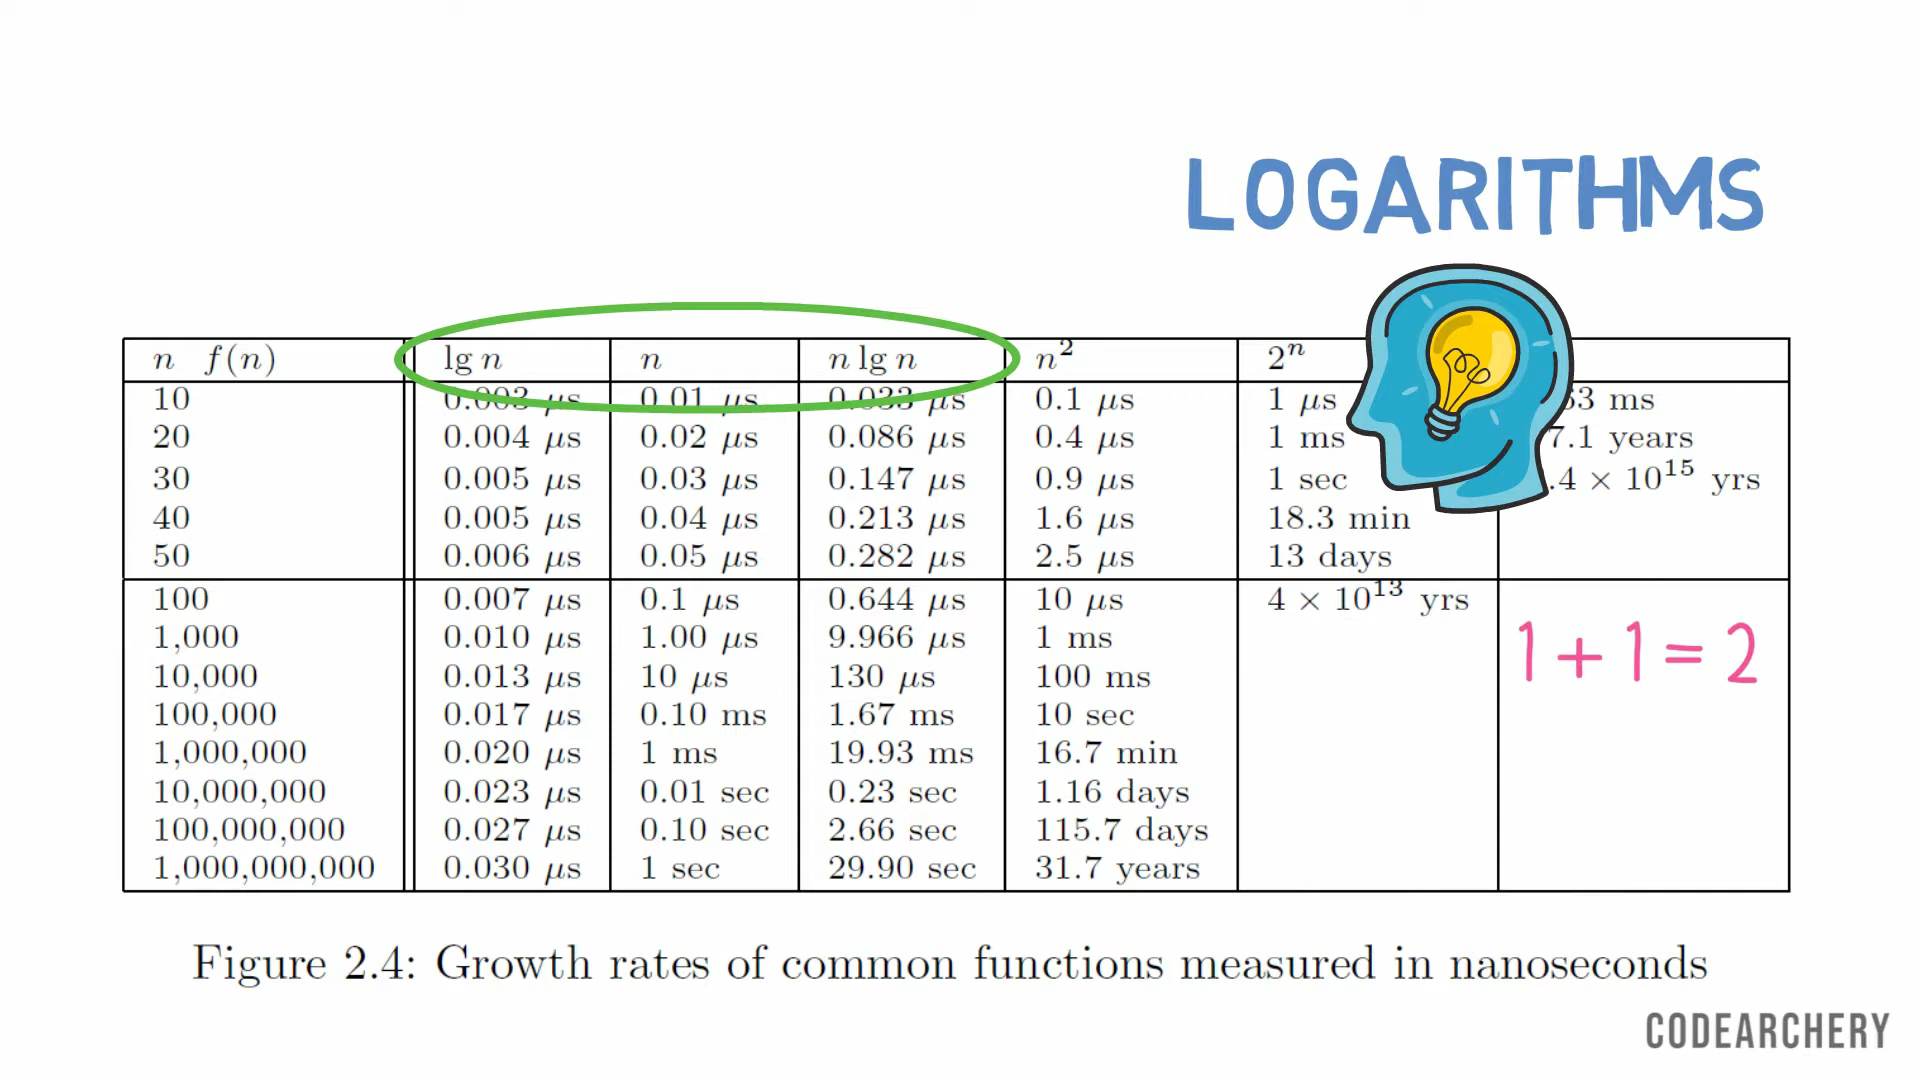 LOGARITHMS
n f(n) lg n n n lg n n² 2ⁿ
10 0.003 µs 0.01 µs 0.033 µs 0.1 µs 1 µs 63 ms
20 0.004 µs 0.02 µs 0.086 µs 0.4 µs 1 ms 7.1 years
30 0.005 µs 0.03 µs 0.147 µs 0.9 µs 1 sec .4 × 10¹⁵ yrs
40 0.005 µs 0.04 µs 0.213 µs 1.6 µs 18.3 min
50 0.006 µs 0.05 µs 0.282 µs 2.5 µs 13 days
100 0.007 µs 0.1 µs 0.644 µs 10 µs 4 × 10¹³ yrs
1,000 0.010 µs 1.00 µs 9.966 µs 1 ms
1 + 1 = 2
10,000 0.013 µs 10 µs 130 µs 100 ms
100,000 0.017 µs 0.10 ms 1.67 ms 10 sec
1,000,000 0.020 µs 1 ms 19.93 ms 16.7 min
10,000,000 0.023 µs 0.01 sec 0.23 sec 1.16 days
100,000,000 0.027 µs 0.10 sec 2.66 sec 115.7 days
1,000,000,000 0.030 µs 1 sec 29.90 sec 31.7 years
Figure 2.4: Growth rates of common functions measured in nanoseconds
CODEARCHERY